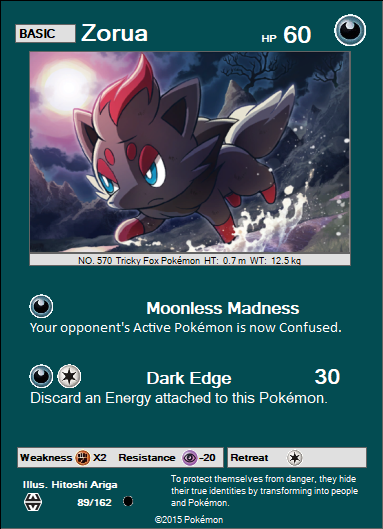 BASIC Zorua HP 60
NO. 570 Tricky Fox Pokémon HT: 0.7 m WT: 12.5 kg
Moonless Madness
Your opponent's Active Pokémon is now Confused.
Dark Edge 30
Discard an Energy attached to this Pokémon.
Weakness X2 Resistance -20 Retreat
Illus. Hitoshi Ariga
89/162
To protect themselves from danger, they hide
their true identities by transforming into people
and Pokémon.
©2015 Pokémon